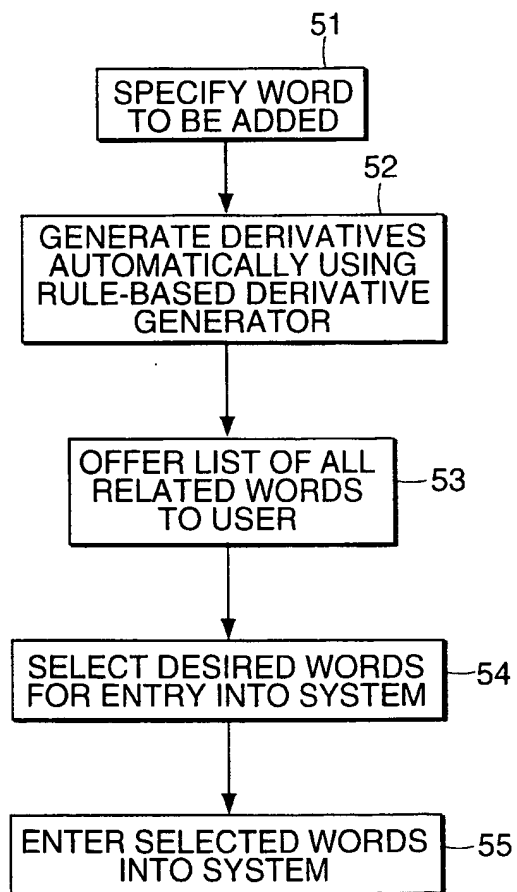 51
SPECIFY WORD
TO BE ADDED
52
GENERATE DERIVATIVES
AUTOMATICALLY USING
RULE-BASED DERIVATIVE
GENERATOR
OFFER LIST OF ALL
RELATED WORDS
TO USER
53
SELECT DESIRED WORDS
FOR ENTRY INTO SYSTEM
54
ENTER SELECTED WORDS
INTO SYSTEM
55